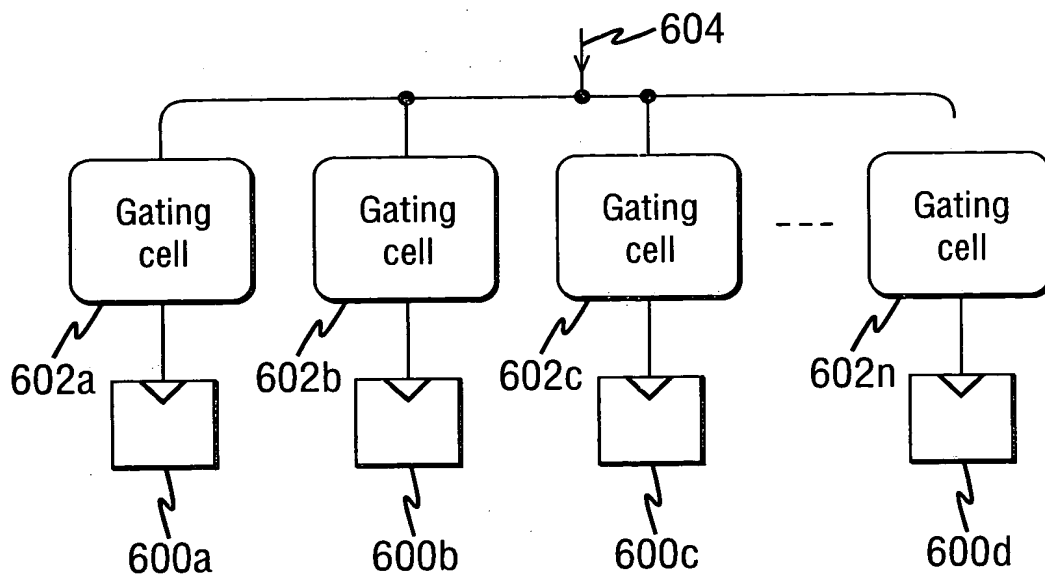 604
Gating
cell
Gating
cell
Gating
cell
Gating
cell
602a
602b
602c
602n
600a
600b
600c
600d